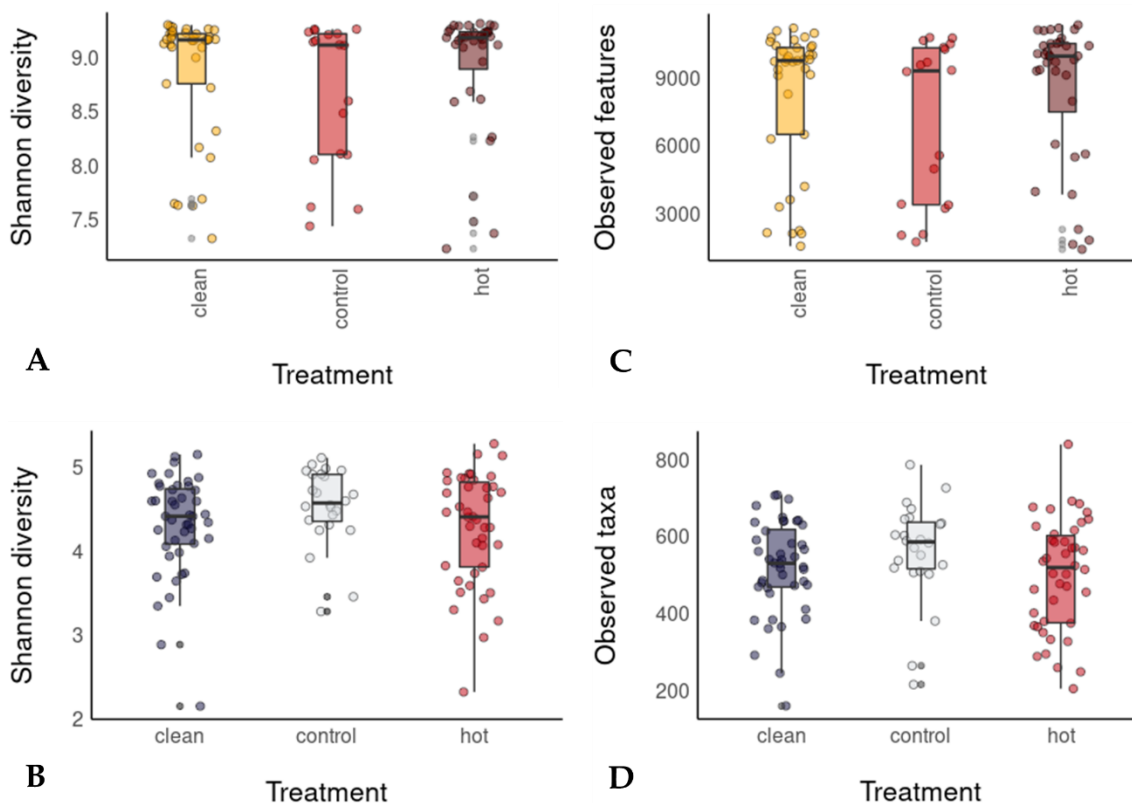 Shannon diversity
9.0
8.5
8.0
7.5
clean
control
hot
A
Treatment
Observed features
9000
6000
3000
clean
control
hot
C
Treatment
Shannon diversity
5
4
3
2
clean
control
hot
B
Treatment
Observed taxa
800
600
400
200
clean
control
hot
D
Treatment